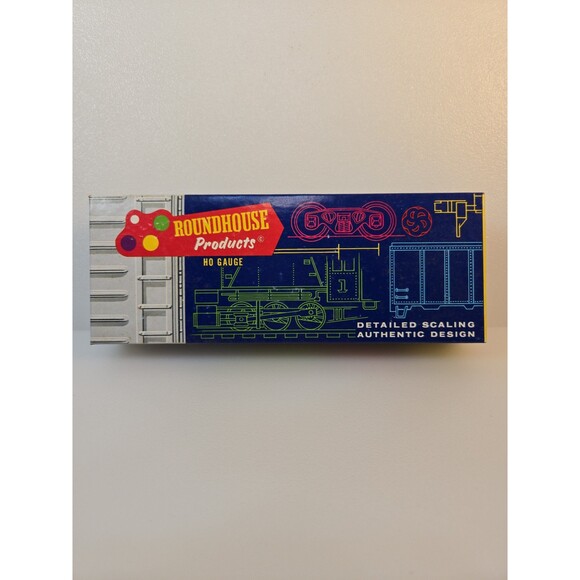 ROUNDHOUSE
Products©
HO GAUGE
1
DETAILED SCALING
AUTHENTIC DESIGN